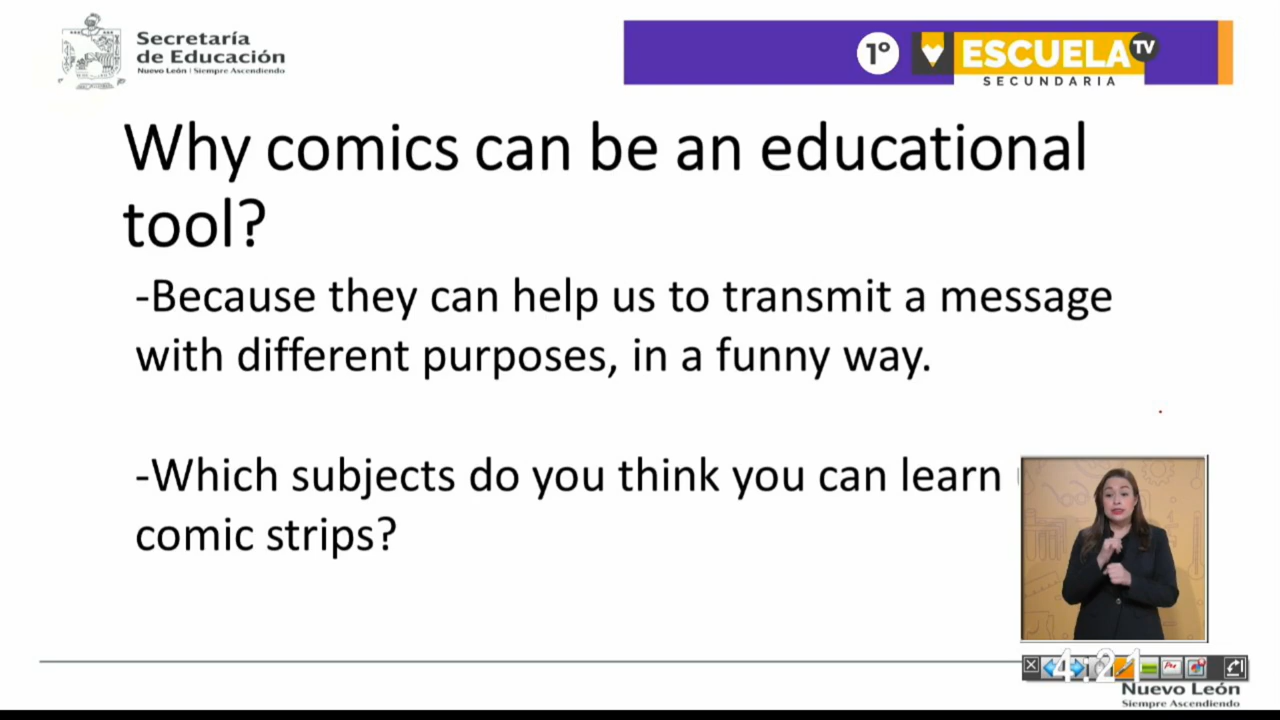 Secretaría
de Educación
Nuevo León | Siempre Ascendiendo
1°
ESCUELA TV
SECUNDARIA
Why comics can be an educational
tool?
-Because they can help us to transmit a message
with different purposes, in a funny way.
-Which subjects do you think you can learn
comic strips?
4:21
Nuevo León
Siempre Ascendiendo